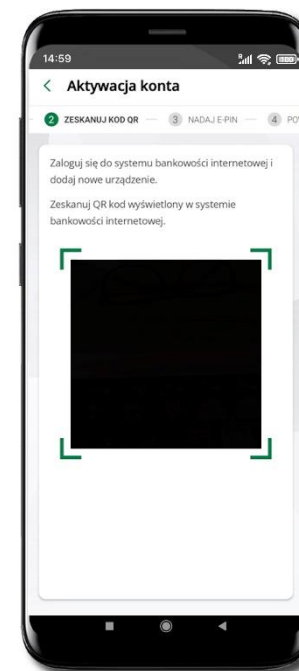 14:59
Aktywacja konta
2 ZESKANUJ KOD QR 3 NADAJ E-PIN 4
Zaloguj się do systemu bankowości internetowej i
dodaj nowe urządzenie.
Zeskanuj QR kod wyświetlony w systemie
bankowości internetowej.